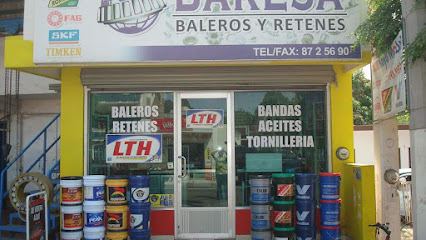 BARESA
BALEROS Y RETENES
FAG
SKF
TIMKEN
TEL/FAX: 87 2 56 90
BALEROS
RETENES
LTH
LTH
BANDAS
ACEITES
TORNILLERIA